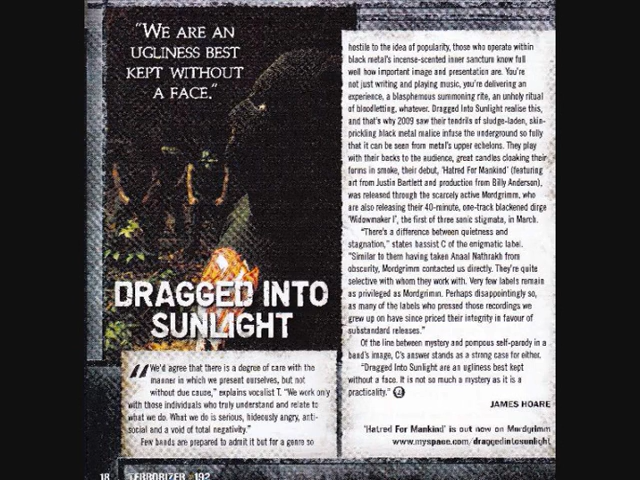 "WE ARE AN
UGLINESS BEST
KEPT WITHOUT
A FACE."
DRAGGED INTO
SUNLIGHT
"We'd agree that there is a degree of care with the
manner in which we present ourselves, but not
without due cause," explains vocalist T. "We work only
with those individuals who truly understand and relate to
what we do. What we do is serious, hideously angry, anti-
social and a void of total negativity."
Few bands are prepared to admit it but for a genre so
hostile to the idea of popularity, those who operate within
black metal's incense-scented inner sanctum know full
well how important image and presentation are. You're
not just writing and playing music, you're delivering an
experience, a blasphemous summoning rite, an unholy ritual
of bloodletting, whatever. Dragged Into Sunlight realise this,
and that's why 2009 saw their tendrils of sludge-laden, skin-
prickling black metal malice infuse the underground so fully
that it can be seen from metal's upper echelons. They play
with their backs to the audience, great candles cloaking their
forms in smoke, their debut, 'Hatred For Mankind' (featuring
art from Justin Bartlett and production from Billy Anderson),
was released through the scarcely active Mordgrimm, who
are also releasing their 40-minute, one-track blackened dirge
'Widowmaker I', the first of three sonic stigmata, in March.
"There's a difference between quietness and
stagnation," states bassist C of the enigmatic label.
"Similar to them having taken Anaal Nathrakh from
obscurity, Mordgrimm contacted us directly. They're quite
selective with whom they work with. Very few labels remain
as privileged as Mordgrimm. Perhaps disappointingly so,
as many of the labels who pressed those recordings we
grew up on have since priced their integrity in favour of
substandard releases."
Of the line between mystery and pompous self-parody in a
band's image, C's answer stands as a strong case for either.
"Dragged Into Sunlight are an ugliness best kept
without a face. It is not so much a mystery as it is a
practicality."
JAMES HOARE
'Hatred For Mankind' is out now on Mordgrimm
www.myspace.com/draggedintosunlight
18 TERRORIZER 192